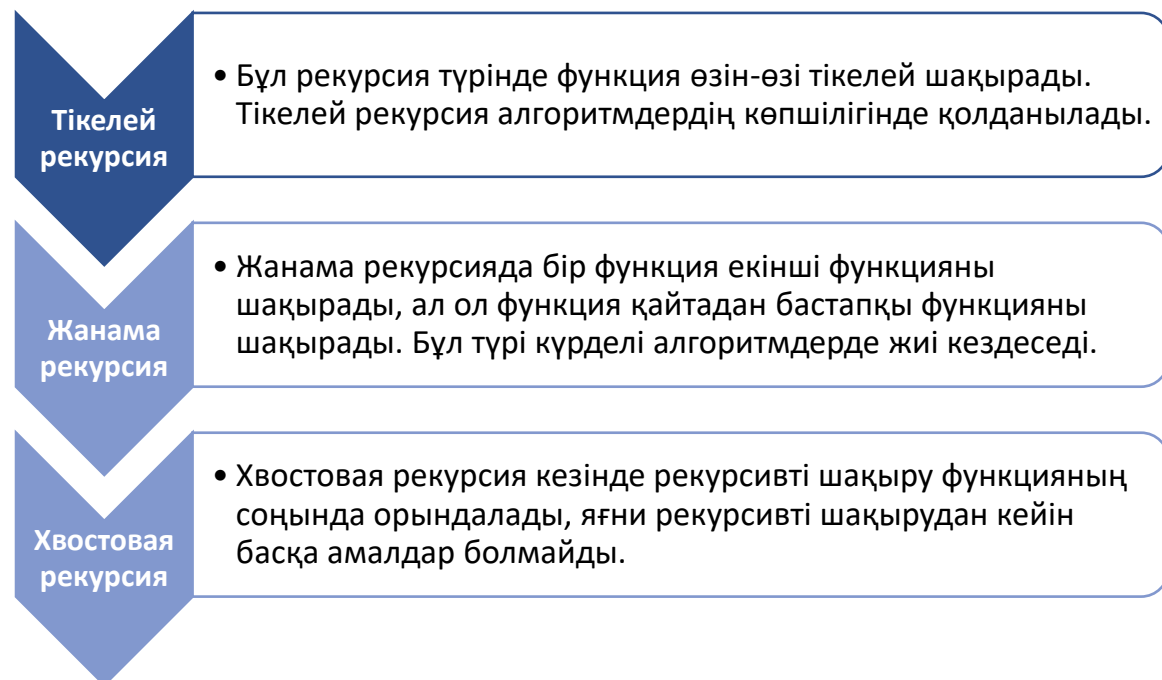 Тікелей
рекурсия
• Бұл рекурсия түрінде функция өзін-өзі тікелей шақырады.
Тікелей рекурсия алгоритмдердің көпшілігінде қолданылады.
Жанама
рекурсия
• Жанама рекурсияда бір функция екінші функцияны
шақырады, ал ол функция қайтадан бастапқы функцияны
шақырады. Бұл түрі күрделі алгоритмдерде жиі кездеседі.
Хвостовая
рекурсия
• Хвостовая рекурсия кезінде рекурсивті шақыру функцияның
соңында орындалады, яғни рекурсивті шақырудан кейін
басқа амалдар болмайды.